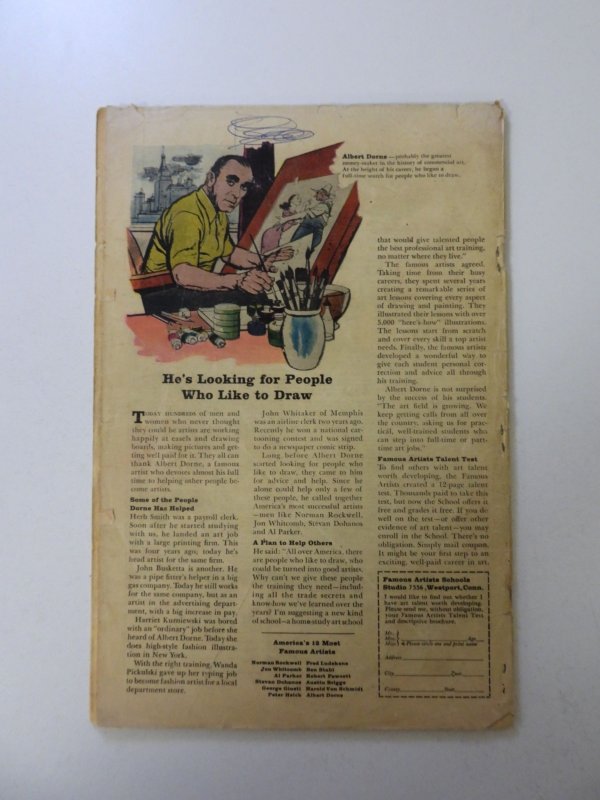 Albert Dorne — probably the greatest
money-maker in the history of commercial art.
At the height of his career, he began a
full-time search for people who like to draw.
He's Looking for People
Who Like to Draw
TODAY HUNDREDS of men and
women who never thought
they could be artists are working
happily at easels and drawing
boards, making pictures and get-
ting well paid for it. They all can
thank Albert Dorne, a famous
artist who devotes almost his full
time to helping other people be-
come artists.
Some of the People
Dorne Has Helped
Herb Smith was a payroll clerk.
Soon after he started studying
with us, he landed an art job
with a large printing firm. This
was four years ago; today he's
head artist for the same firm.
John Busketta is another. He
was a pipe fitter's helper in a big
gas company. Today he still works
for the same company, but as an
artist in the advertising depart-
ment, with a big increase in pay.
Harriet Kuzniewski was bored
with an "ordinary" job before she
heard of Albert Dorne. Today she
does high-style fashion illustra-
tion in New York.
With the right training, Wanda
Pickulski gave up her typing job
to become fashion artist for a local
department store.
John Whitaker of Memphis
was an airline clerk two years ago.
Recently he won a national car-
tooning contest and was signed
to do a newspaper comic strip.
Long before Albert Dorne
started looking for people who
like to draw, they came to him
for advice and help. Since he
alone could help only a few of
these people, he called together
America's most successful artists
—men like Norman Rockwell,
Jon Whitcomb, Stevan Dohanos
and Al Parker.
A Plan to Help Others
He said: "All over America, there
are people who like to draw, who
could be turned into good artists.
Why can't we give these people
the training they need—includ-
ing all the trade secrets and
know-how we've learned over the
years? I'm suggesting a new kind
of school—a home study art school
America's 12 Most
Famous Artists
Norman Rockwell Fred Ludekens
Jon Whitcomb Ben Stahl
Al Parker Robert Fawcett
Stevan Dohanos Austin Briggs
George Giusti Harold Von Schmidt
Peter Helck Albert Dorne
that would give talented people
the best professional art training,
no matter where they live."
The famous artists agreed.
Taking time from their busy
careers, they spent several years
creating a remarkable series of
art lessons covering every aspect
of drawing and painting. They
illustrated their lessons with over
5,000 "here's-how" illustrations.
The lessons start from scratch
and cover every skill a top artist
needs. Finally, the famous artists
developed a wonderful way to
give each student personal cor-
rection and advice all through
his training.
Albert Dorne is not surprised
by the success of his students.
"The art field is growing. We
keep getting calls from all over
the country, asking us for prac-
tical, well-trained students who
can step into full-time or part-
time art jobs."
Famous Artists Talent Test
To find others with art talent
worth developing, the Famous
Artists created a 12-page talent
test. Thousands paid to take this
test, but now the School offers it
free and grades it free. If you do
well on the test—or offer other
evidence of art talent—you may
enroll in the School. There's no
obligation. Simply mail coupon.
It might be your first step to an
exciting, well-paid career in art.
Famous Artists Schools
Studio 7356, Westport, Conn.
I would like to find out whether I
have art talent worth developing.
Please send me, without obligation,
your Famous Artists Talent Test
and descriptive brochure.
Mr.
Mrs. Age
Miss Please circle one and print name
Address
City Zone
County State